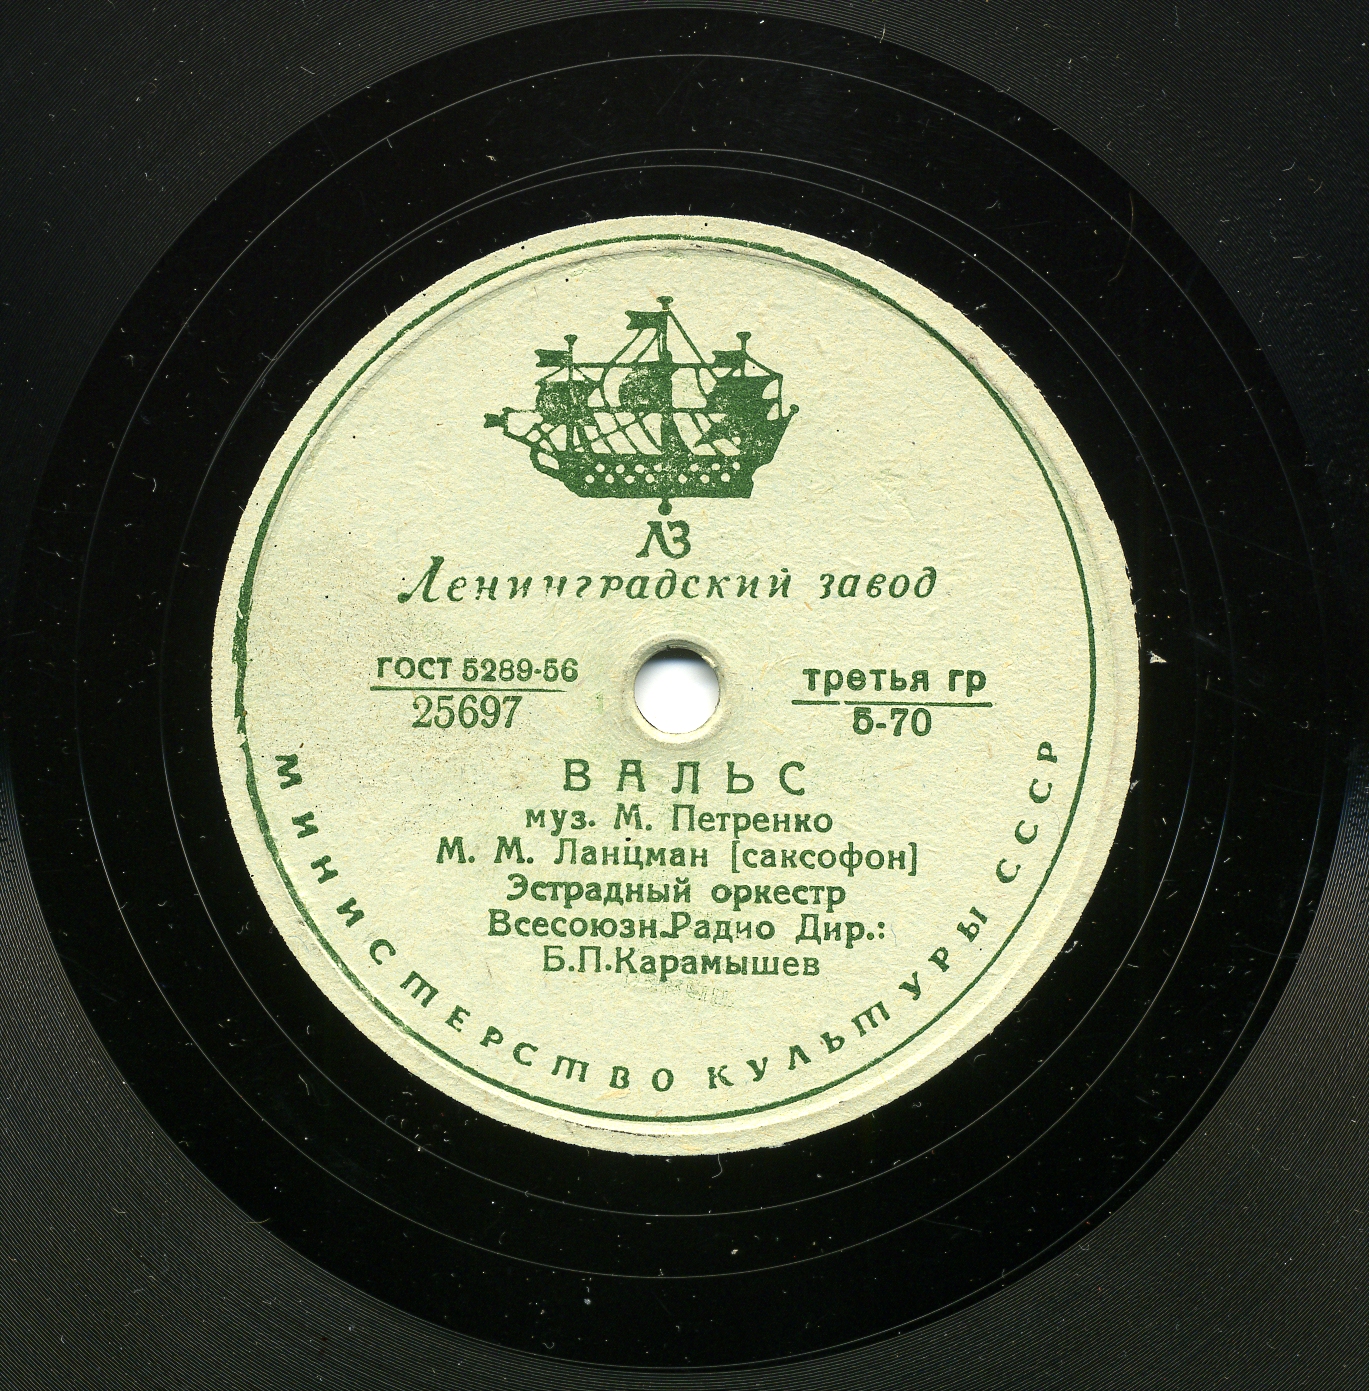 ЛЗ
Ленинградский завод
ГОСТ 5289-56
25697
третья гр
5-70
ВАЛЬС
муз. М. Петренко
М. М. Ланцман [саксофон]
Эстрадный оркестр
Всесоюзн.Радио Дир.:
Б.П.Карамышев
МИНИСТЕРСТВО КУЛЬТУРЫ СССР